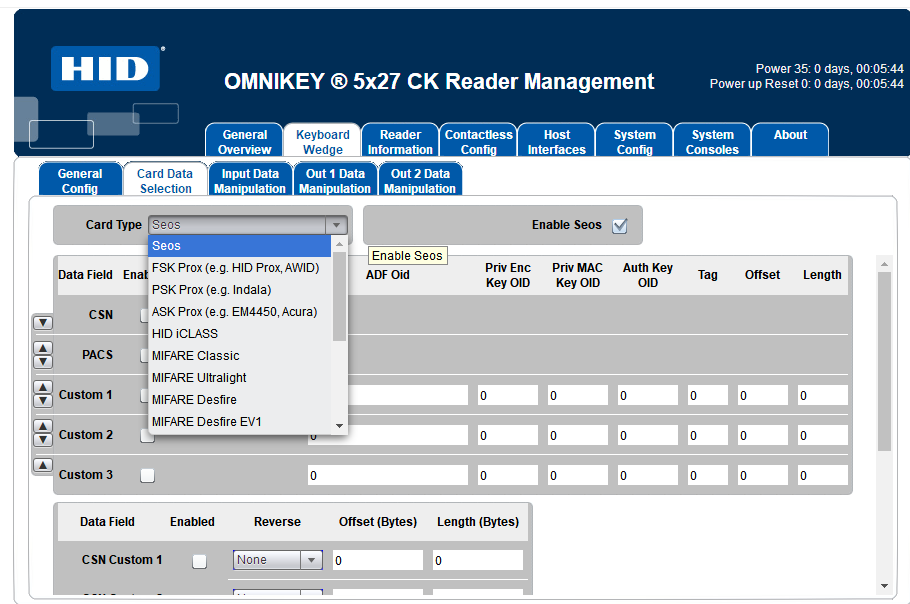 HID®
OMNIKEY ® 5x27 CK Reader Management
Power 35: 0 days, 00:05:44
Power up Reset 0: 0 days, 00:05:44
General Overview
Keyboard Wedge
Reader Information
Contactless Config
Host Interfaces
System Config
System Consoles
About
General Config
Card Data Selection
Input Data Manipulation
Out 1 Data Manipulation
Out 2 Data Manipulation
Card Type Seos
Enable Seos
Seos
FSK Prox (e.g. HID Prox, AWID)
PSK Prox (e.g. Indala)
ASK Prox (e.g. EM4450, Acura)
HID iCLASS
MIFARE Classic
MIFARE Ultralight
MIFARE Desfire
MIFARE Desfire EV1
Enable Seos
Data Field Enab ADF Oid Priv Enc Key OID Priv MAC Key OID Auth Key OID Tag Offset Length
CSN
PACS
Custom 1 0 0 0 0 0 0
Custom 2 0 0 0 0 0 0 0
Custom 3 0 0 0 0 0 0 0
Data Field Enabled Reverse Offset (Bytes) Length (Bytes)
CSN Custom 1 None 0 0